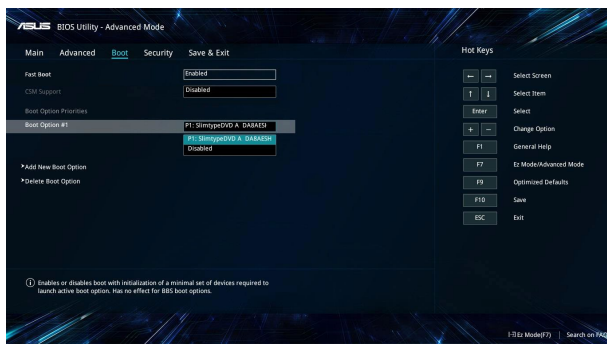 ASUS BIOS Utility - Advanced Mode
Main Advanced Boot Security Save & Exit
Fast Boot Enabled
CSM Support Disabled
Boot Option Priorities
Boot Option #1 P1: SlimtypeDVD A DA8AESH
P1: SlimtypeDVD A DA8AESH
Disabled
Add New Boot Option
Delete Boot Option
Enables or disables boot with initialization of a minimal set of devices required to
launch active boot option. Has no effect for BBS boot options.
Hot Keys
← → Select Screen
↑ ↓ Select Item
Enter Select
+ - Change Option
F1 General Help
F7 Ez Mode/Advanced Mode
F9 Optimized Defaults
F10 Save
ESC Exit
Ez Mode(F7) | Search on FAQ